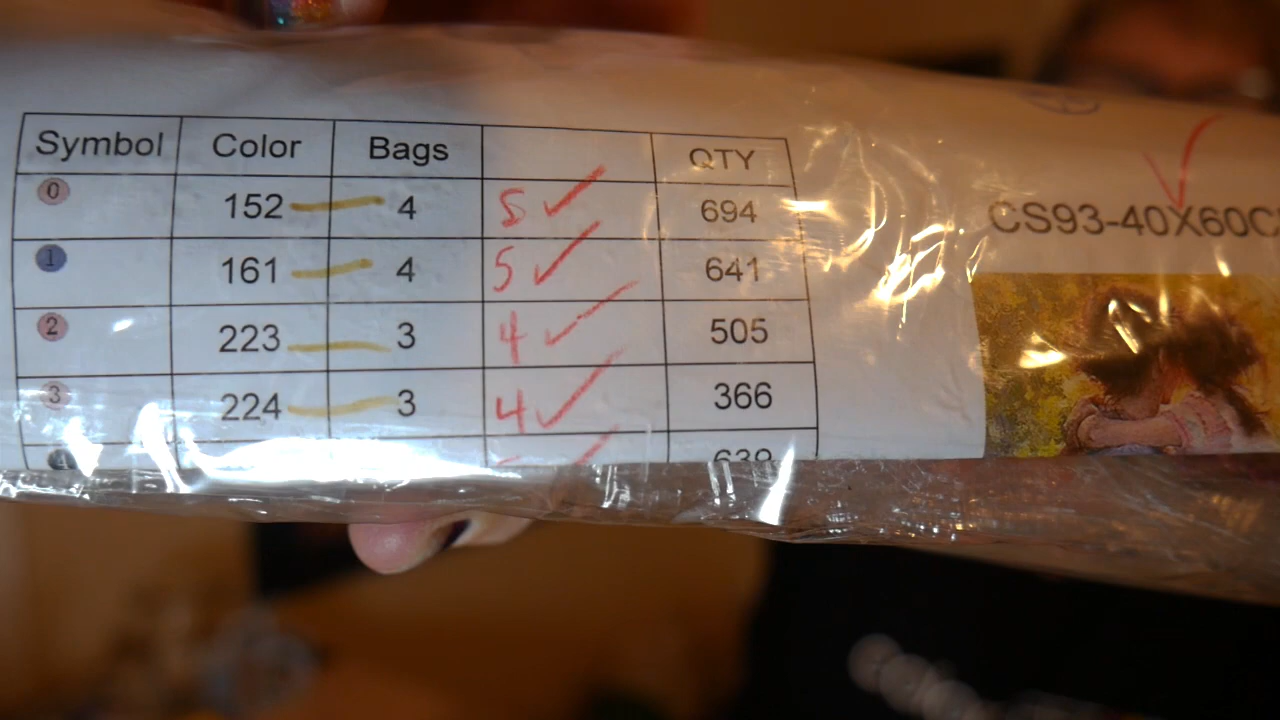 Symbol Color Bags QTY
0 152 4 5 ✓ 694
1 161 4 5 ✓ 641
2 223 3 4 ✓ 505
3 224 3 4 ✓ 366
639
CS93-40X60C